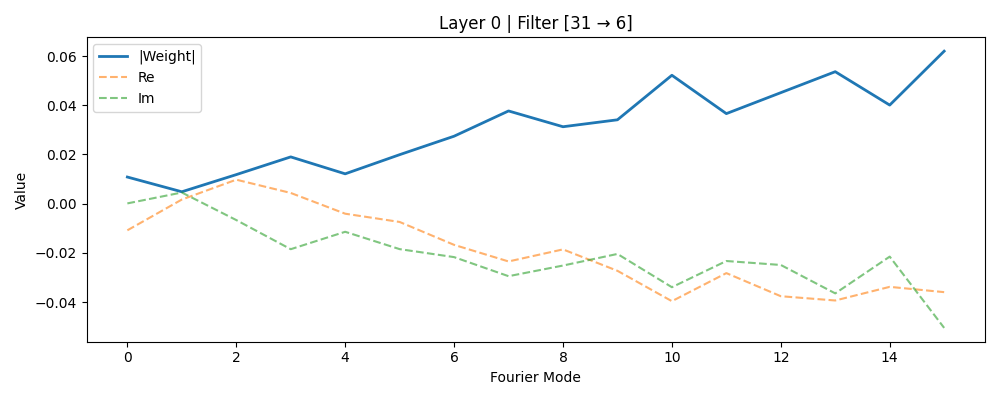 Layer 0 | Filter [31 → 6]
|Weight|
Re
Im
0.06
0.04
0.02
0.00
−0.02
−0.04
Value
0 2 4 6 8 10 12 14
Fourier Mode